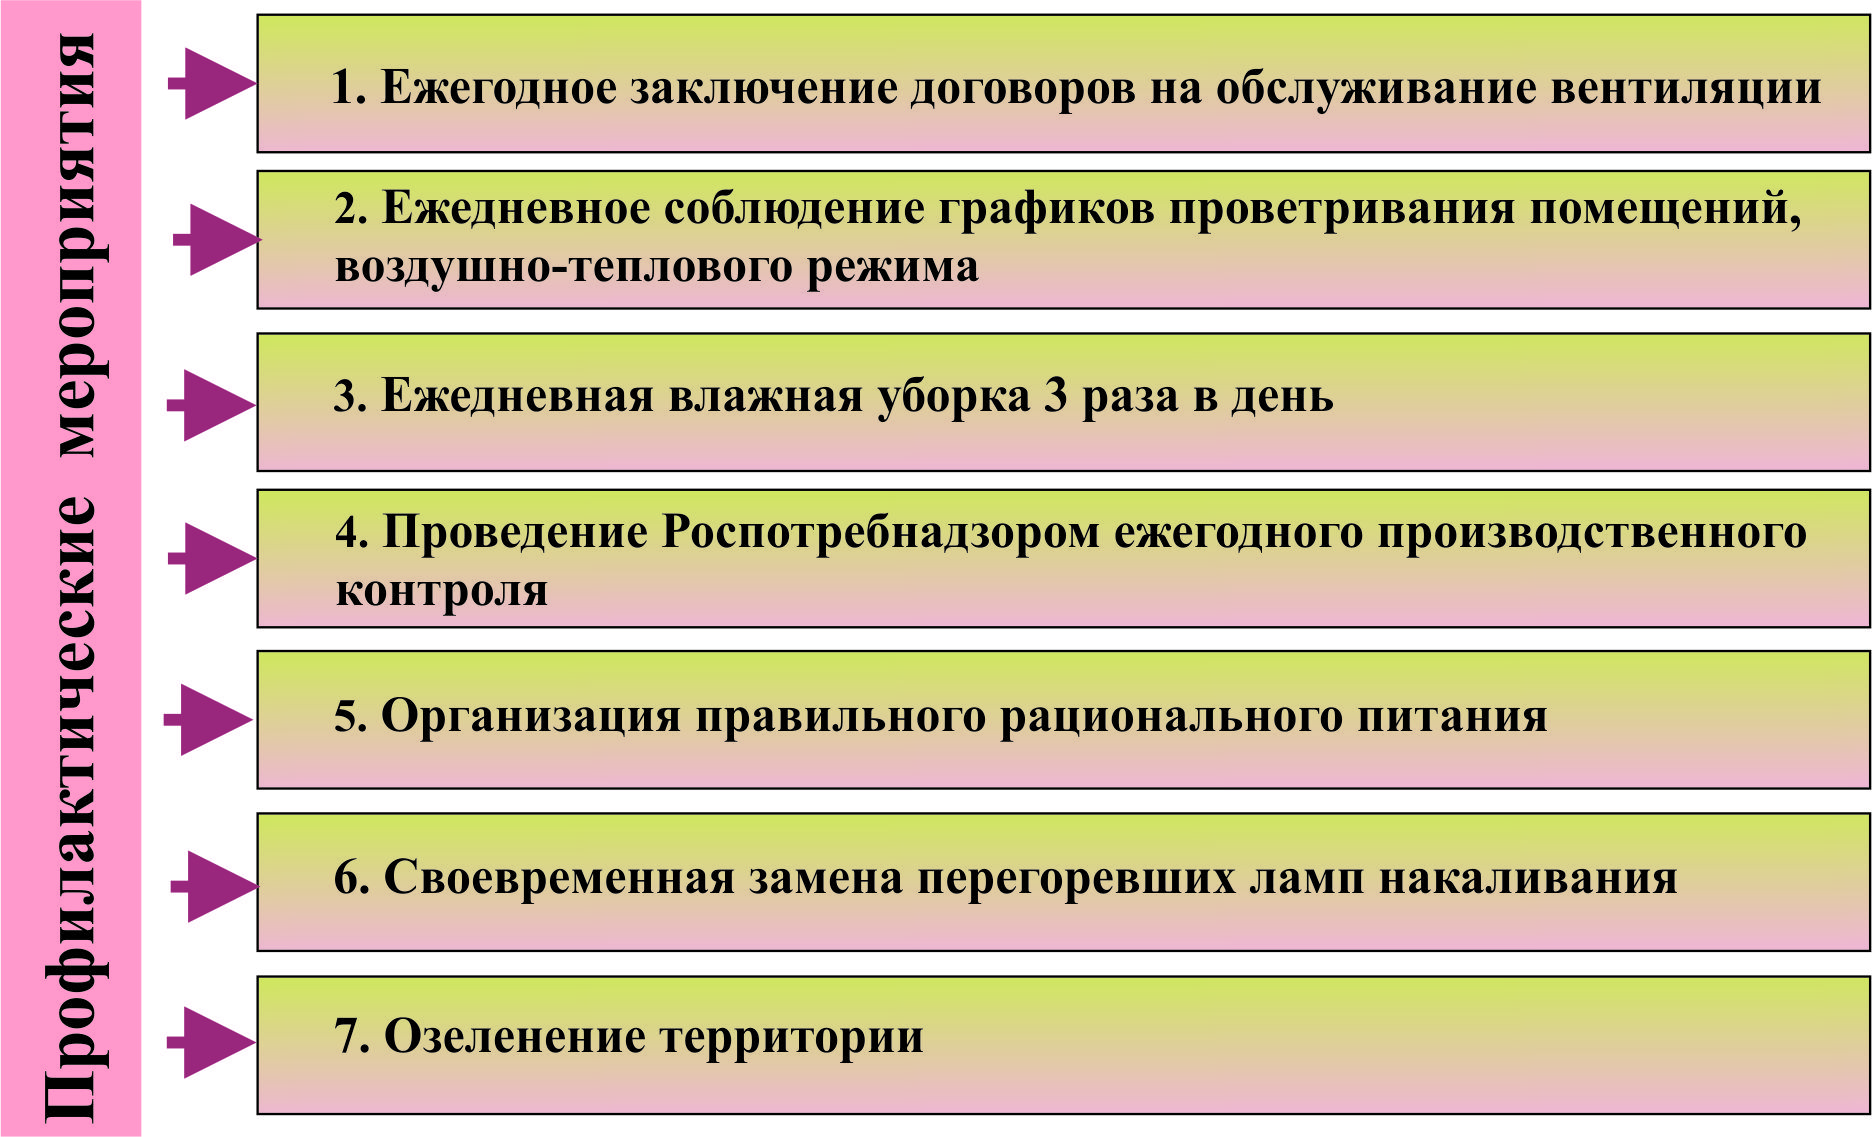 Профилактические мероприятия
1. Ежегодное заключение договоров на обслуживание вентиляции
2. Ежедневное соблюдение графиков проветривания помещений,
воздушно-теплового режима
3. Ежедневная влажная уборка 3 раза в день
4. Проведение Роспотребнадзором ежегодного производственного
контроля
5. Организация правильного рационального питания
6. Своевременная замена перегоревших ламп накаливания
7. Озеленение территории